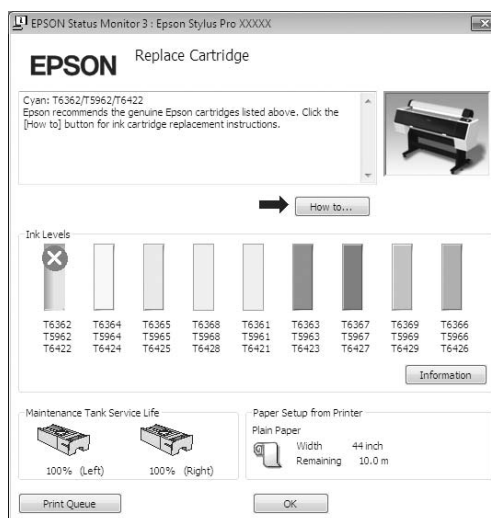 EPSON Status Monitor 3 : Epson Stylus Pro XXXXX
EPSON
Replace Cartridge
Cyan: T6362/T5962/T6422
Epson recommends the genuine Epson cartridges listed above. Click the
[How to] button for ink cartridge replacement instructions.
How to...
Ink Levels
T6362 T6364 T6365 T6368 T6361 T6363 T6367 T6369 T6366
T5962 T5964 T5965 T5968 T5961 T5963 T5967 T5969 T5966
T6422 T6424 T6425 T6428 T6421 T6423 T6427 T6429 T6426
Information
Maintenance Tank Service Life
100% (Left) 100% (Right)
Paper Setup from Printer
Plain Paper
Width 44 inch
Remaining 10.0 m
Print Queue
OK